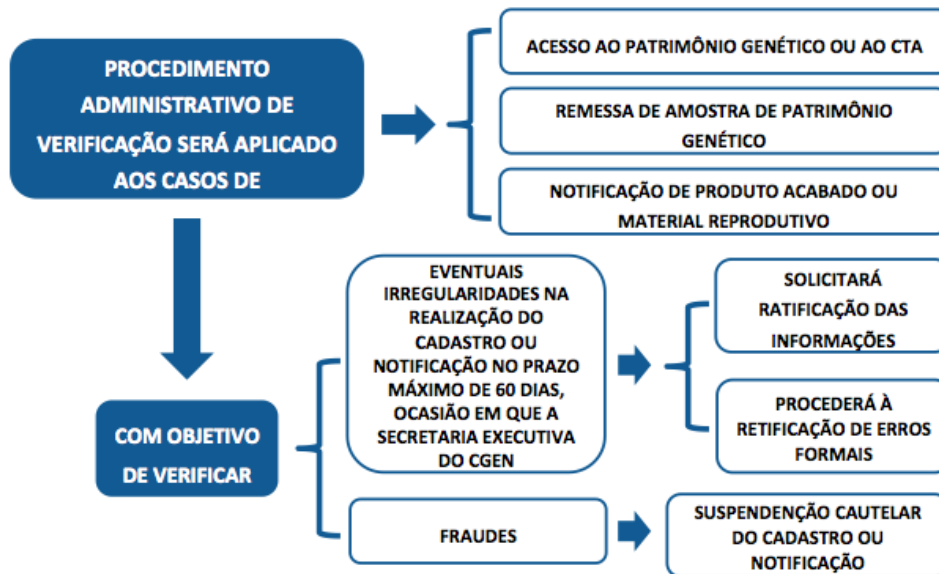 PROCEDIMENTO
ADMINISTRATIVO DE
VERIFICAÇÃO SERÁ APLICADO
AOS CASOS DE
ACESSO AO PATRIMÔNIO GENÉTICO OU AO CTA
REMESSA DE AMOSTRA DE PATRIMÔNIO
GENÉTICO
NOTIFICAÇÃO DE PRODUTO ACABADO OU
MATERIAL REPRODUTIVO
COM OBJETIVO
DE VERIFICAR
EVENTUAIS
IRREGULARIDADES NA
REALIZAÇÃO DO
CADASTRO OU
NOTIFICAÇÃO NO PRAZO
MÁXIMO DE 60 DIAS,
OCASIÃO EM QUE A
SECRETARIA EXECUTIVA
DO CGEN
SOLICITARÁ
RATIFICAÇÃO DAS
INFORMAÇÕES
PROCEDERÁ À
RETIFICAÇÃO DE ERROS
FORMAIS
FRAUDES
SUSPENDENÇÃO CAUTELAR
DO CADASTRO OU
NOTIFICAÇÃO